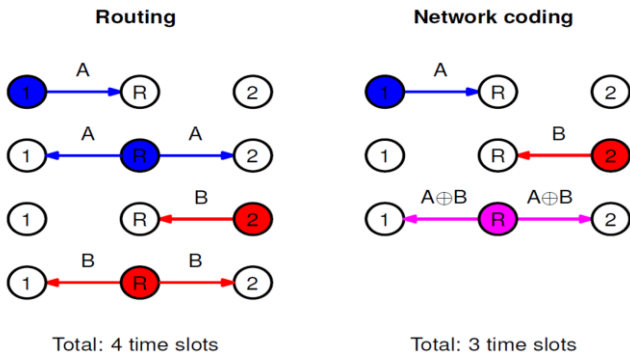 Routing
A
1 R 2
A A
1 R 2
B
1 R 2
B B
1 R 2
Total: 4 time slots
Network coding
A
1 R 2
B
1 R 2
A⊕B A⊕B
1 R 2
Total: 3 time slots